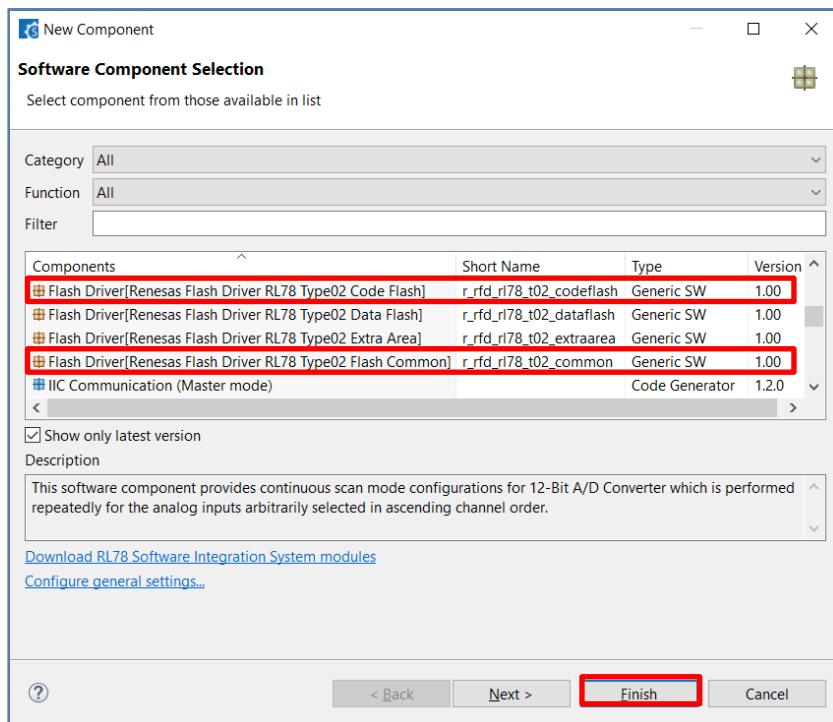 New Component
Software Component Selection
Select component from those available in list
Category All
Function All
Filter
Components Short Name Type Version
Flash Driver[Renesas Flash Driver RL78 Type02 Code Flash] r_rfd_rl78_t02_codeflash Generic SW 1.00
Flash Driver[Renesas Flash Driver RL78 Type02 Data Flash] r_rfd_rl78_t02_dataflash Generic SW 1.00
Flash Driver[Renesas Flash Driver RL78 Type02 Extra Area] r_rfd_rl78_t02_extraarea Generic SW 1.00
Flash Driver[Renesas Flash Driver RL78 Type02 Flash Common] r_rfd_rl78_t02_common Generic SW 1.00
IIC Communication (Master mode) Code Generator 1.2.0
Show only latest version
Description
This software component provides continuous scan mode configurations for 12-Bit A/D Converter which is performed
repeatedly for the analog inputs arbitrarily selected in ascending channel order.
Download RL78 Software Integration System modules
Configure general settings...
? < Back Next > Finish Cancel